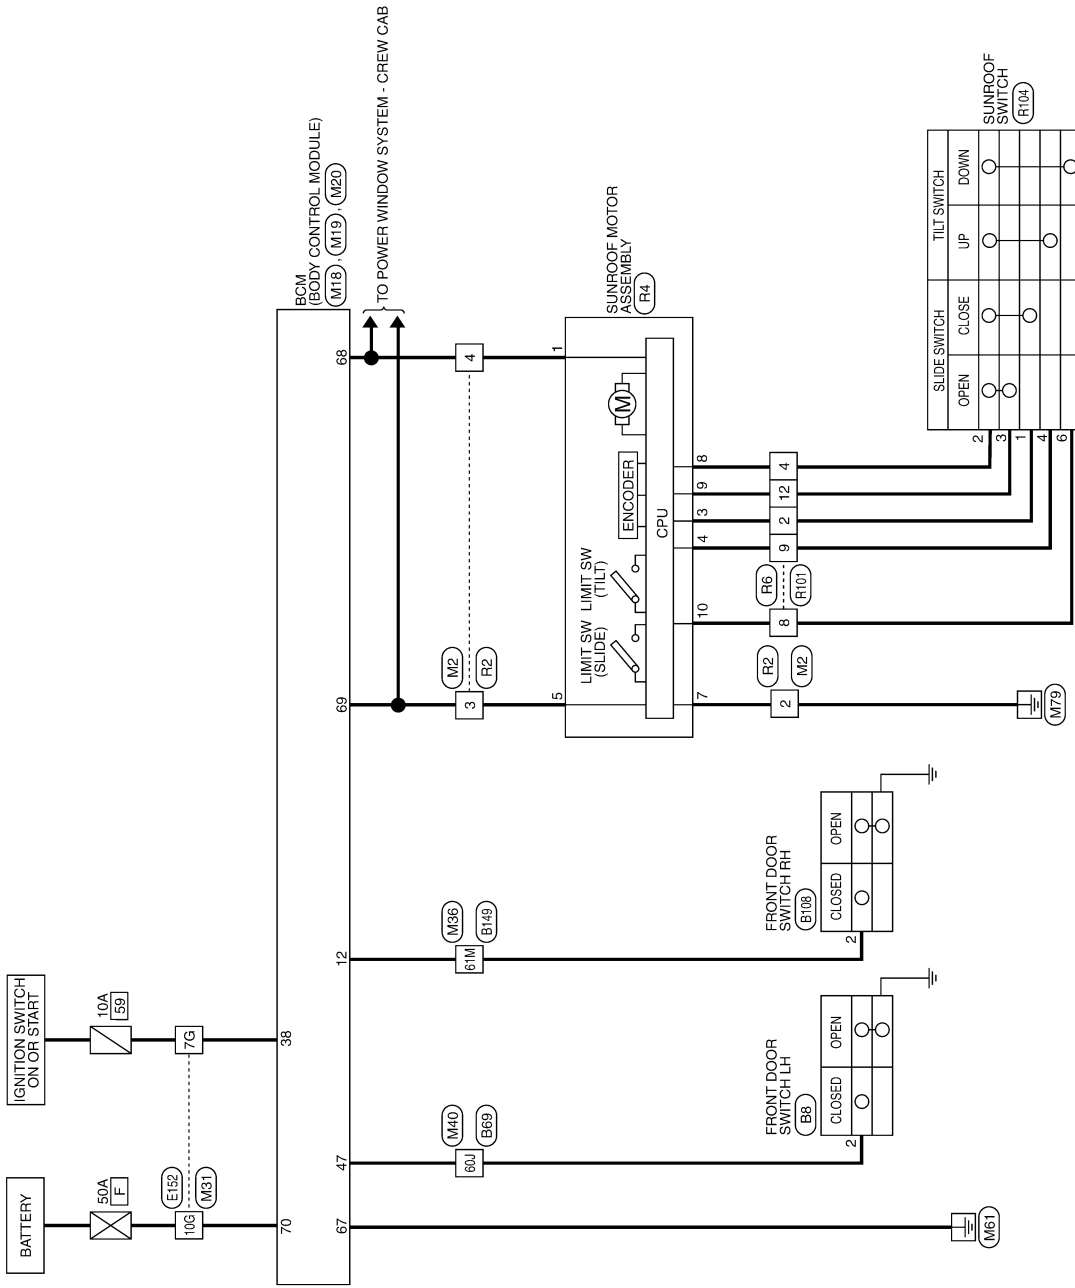 BATTERY
IGNITION SWITCH
ON OR START
50A
F
10A
59
E152
10G
M31
7G
70
38
BCM
(BODY CONTROL MODULE)
M18 , M19 , M20
67
47
12
69
68
TO POWER WINDOW SYSTEM - CREW CAB
M40
60J
B69
M36
61M
B149
M2
3
R2
4
SUNROOF MOTOR
ASSEMBLY
R4
5
1
LIMIT SW
(SLIDE)
LIMIT SW
(TILT)
ENCODER
M
CPU
7
10
4
3
9
8
R2
2
M2
R6
8
R101
9
2
12
4
FRONT DOOR
SWITCH LH
B8
CLOSED
OPEN
2
FRONT DOOR
SWITCH RH
B108
CLOSED
OPEN
2
M61
M79
SUNROOF
SWITCH
R104
SLIDE SWITCH
TILT SWITCH
OPEN
CLOSE
UP
DOWN
2
3
1
4
6